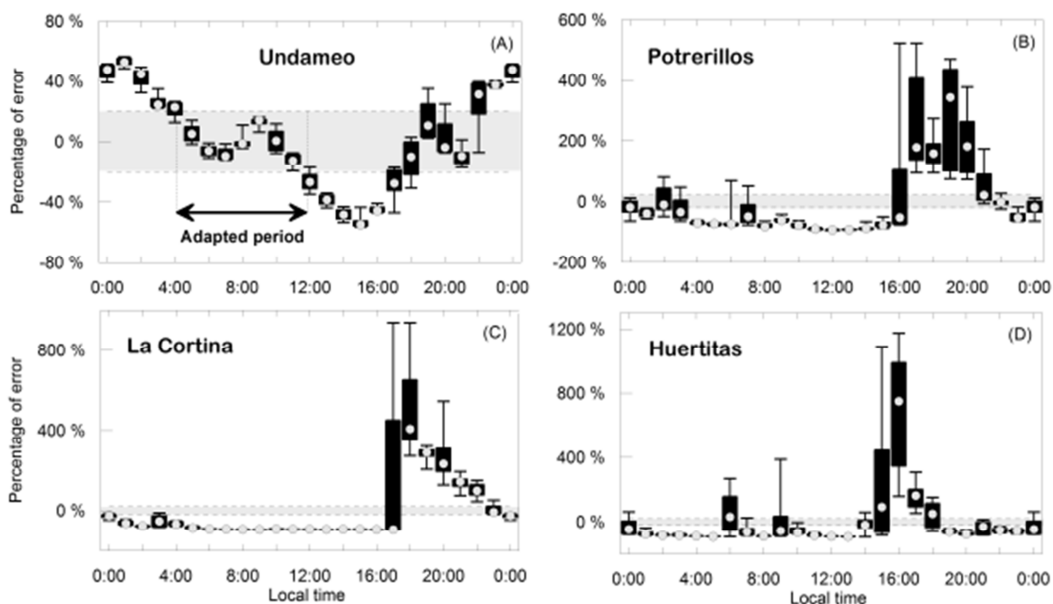 80 %
40 %
0 %
-40 %
-80 %
Percentage of error
Undameo
(A)
Adapted period
0:00 4:00 8:00 12:00 16:00 20:00 0:00
600 %
400 %
200 %
0 %
-200 %
Potrerillos
(B)
0:00 4:00 8:00 12:00 16:00 20:00 0:00
800 %
400 %
0 %
Percentage of error
La Cortina
(C)
0:00 4:00 8:00 12:00 16:00 20:00 0:00
Local time
1200 %
800 %
400 %
0 %
Huertitas
(D)
0:00 4:00 8:00 12:00 16:00 20:00 0:00
Local time